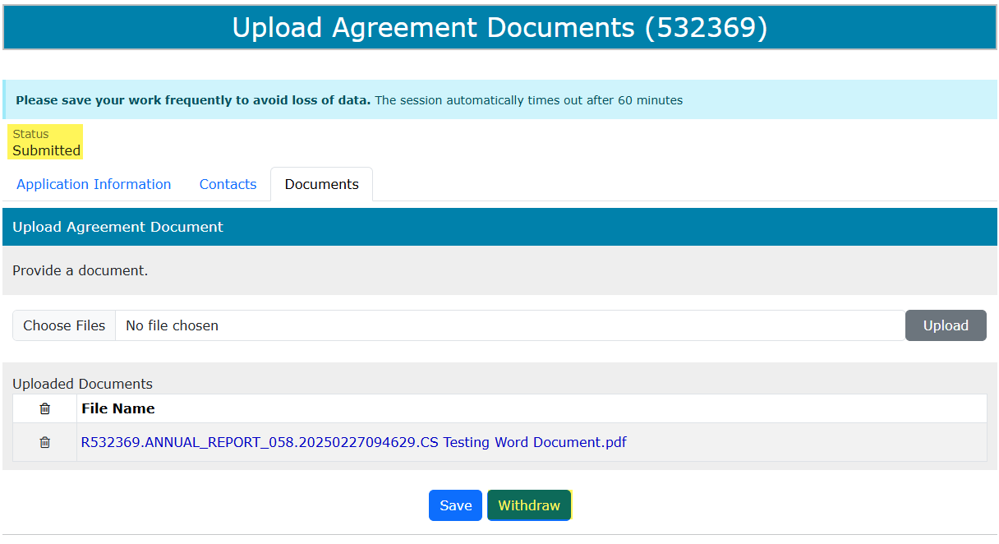 Upload Agreement Documents (532369)
Please save your work frequently to avoid loss of data. The session automatically times out after 60 minutes
Status
Submitted
Application Information Contacts Documents
Upload Agreement Document
Provide a document.
Choose Files No file chosen Upload
Uploaded Documents
File Name
R532369.ANNUAL_REPORT_058.20250227094629.CS Testing Word Document.pdf
Save Withdraw